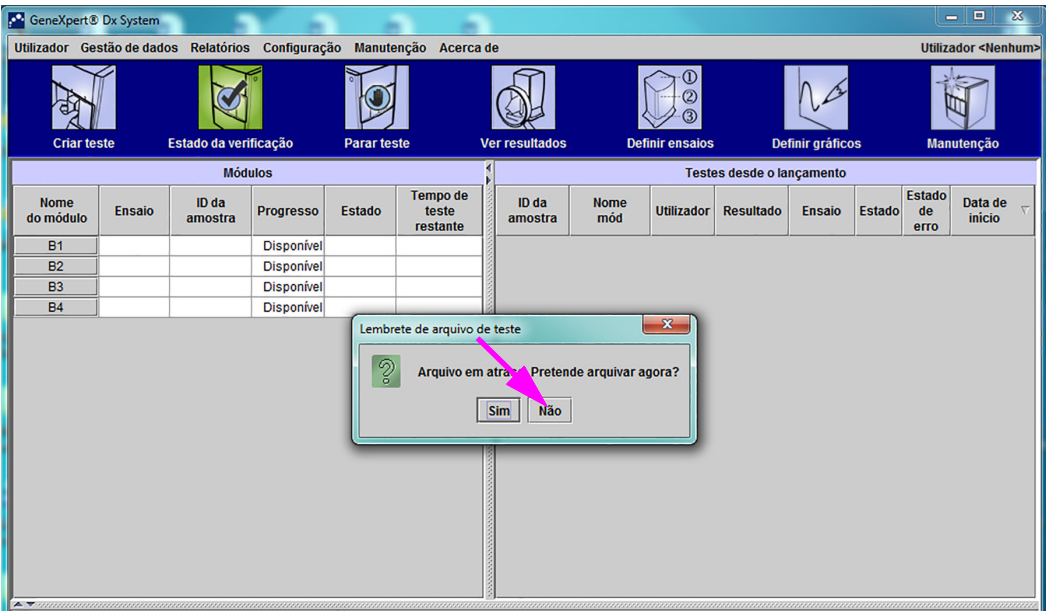 GeneXpert® Dx System
Utilizador Gestão de dados Relatórios Configuração Manutenção Acerca de Utilizador <Nenhum>
1
2
3
Criar teste Estado da verificação Parar teste Ver resultados Definir ensaios Definir gráficos Manutenção
Módulos Testes desde o lançamento
Nome do módulo Ensaio ID da amostra Progresso Estado Tempo de teste restante ID da amostra Nome mód Utilizador Resultado Ensaio Estado Estado de erro Data de início
B1 Disponível
B2 Disponível
B3 Disponível
B4 Disponível
Lembrete de arquivo de teste
Arquivo em Pretende arquivar agora?
Sim Não